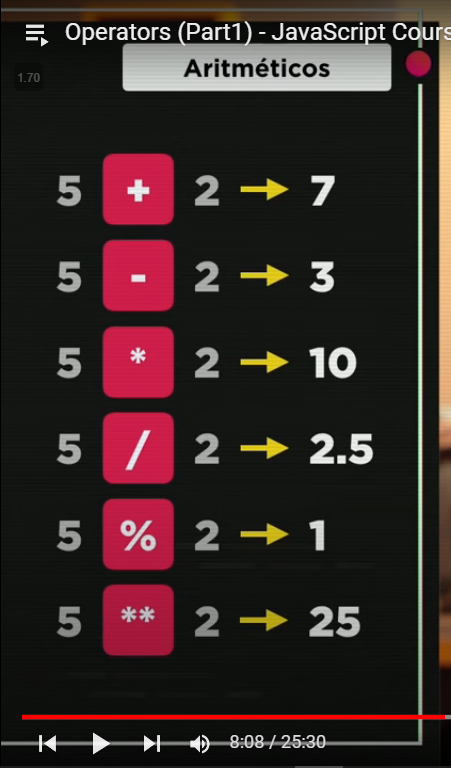 Operators (Part1) - JavaScript Cours
Aritméticos
1.70
5 + 2 7
5 - 2 3
5 * 2 10
5 / 2 2.5
5 % 2 1
5 ** 2 25
8:08 / 25:30